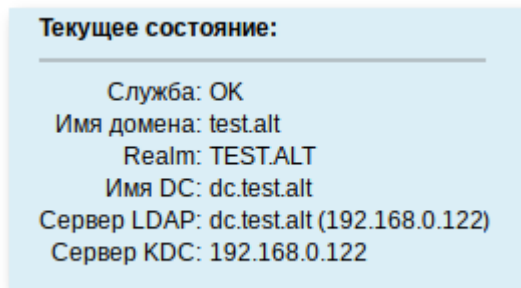 Текущее состояние:
Служба: OK
Имя домена: test.alt
Realm: TEST.ALT
Имя DC: dc.test.alt
Сервер LDAP: dc.test.alt (192.168.0.122)
Сервер KDC: 192.168.0.122